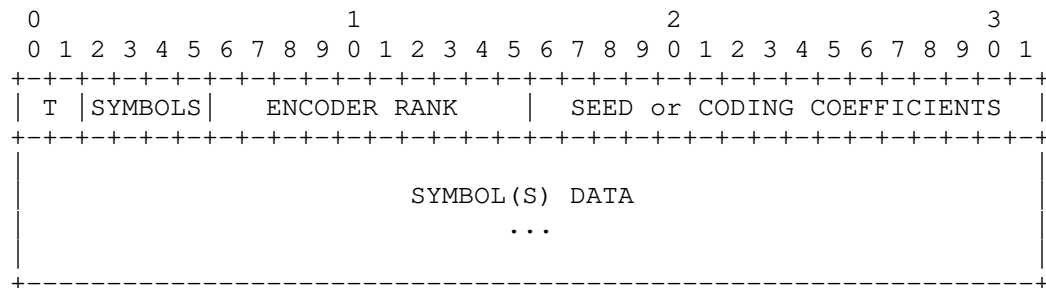 0                   1                   2                   3
 0 1 2 3 4 5 6 7 8 9 0 1 2 3 4 5 6 7 8 9 0 1 2 3 4 5 6 7 8 9 0 1
+-+-+-+-+-+-+-+-+-+-+-+-+-+-+-+-+-+-+-+-+-+-+-+-+-+-+-+-+-+-+-+-+
| T |SYMBOLS|   ENCODER RANK    |  SEED or CODING COEFFICIENTS  |
+-+-+-+-+-+-+-+-+-+-+-+-+-+-+-+-+-+-+-+-+-+-+-+-+-+-+-+-+-+-+-+-+
|                                                               |
|                        SYMBOL(S) DATA                         |
|                              ...                              |
|                                                               |
+---------------------------------------------------------------+